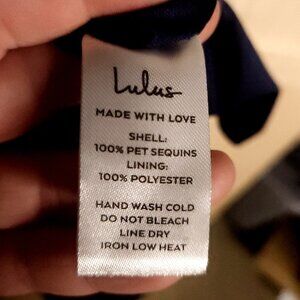 Lulus
MADE WITH LOVE
SHELL:
100% PET SEQUINS
LINING:
100% POLYESTER
HAND WASH COLD
DO NOT BLEACH
LINE DRY
IRON LOW HEAT